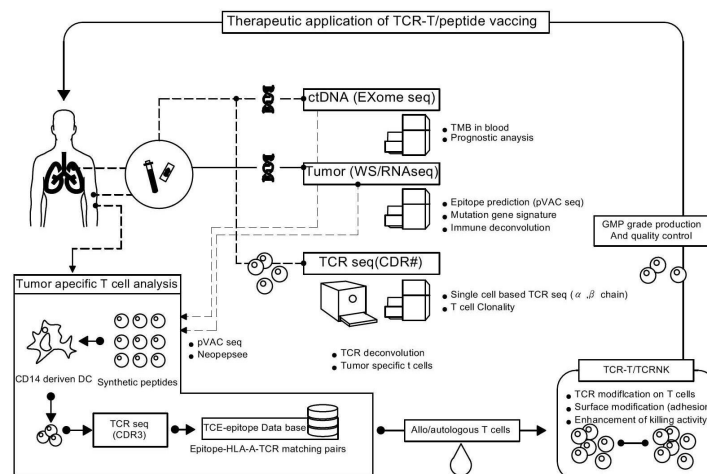 Therapeutic application of TCR-T/peptide vaccing
ctDNA (EXome seq)
TMB in blood
Prognostic anaysis
Tumor (WS/RNAseq)
Epitope prediction (pVAC seq)
Mutation gene signature
Immune deconvolution
GMP grade production
And quality control
TCR seq(CDR#)
Single cell based TCR seq (α ,β chain)
T cell Clonality
TCR deconvolution
Tumor specific t cells
Tumor apecific T cell analysis
pVAC seq
Neopepsee
CD14 deriven DC
Synthetic peptides
TCR seq
(CDR3)
TCE-epitope Data base
Epitope-HLA-A-TCR matching pairs
Allo/autologous T cells
TCR-T/TCRNK
TCR modification on T cells
Surface modification (adhesion
Enhancement of killing activity